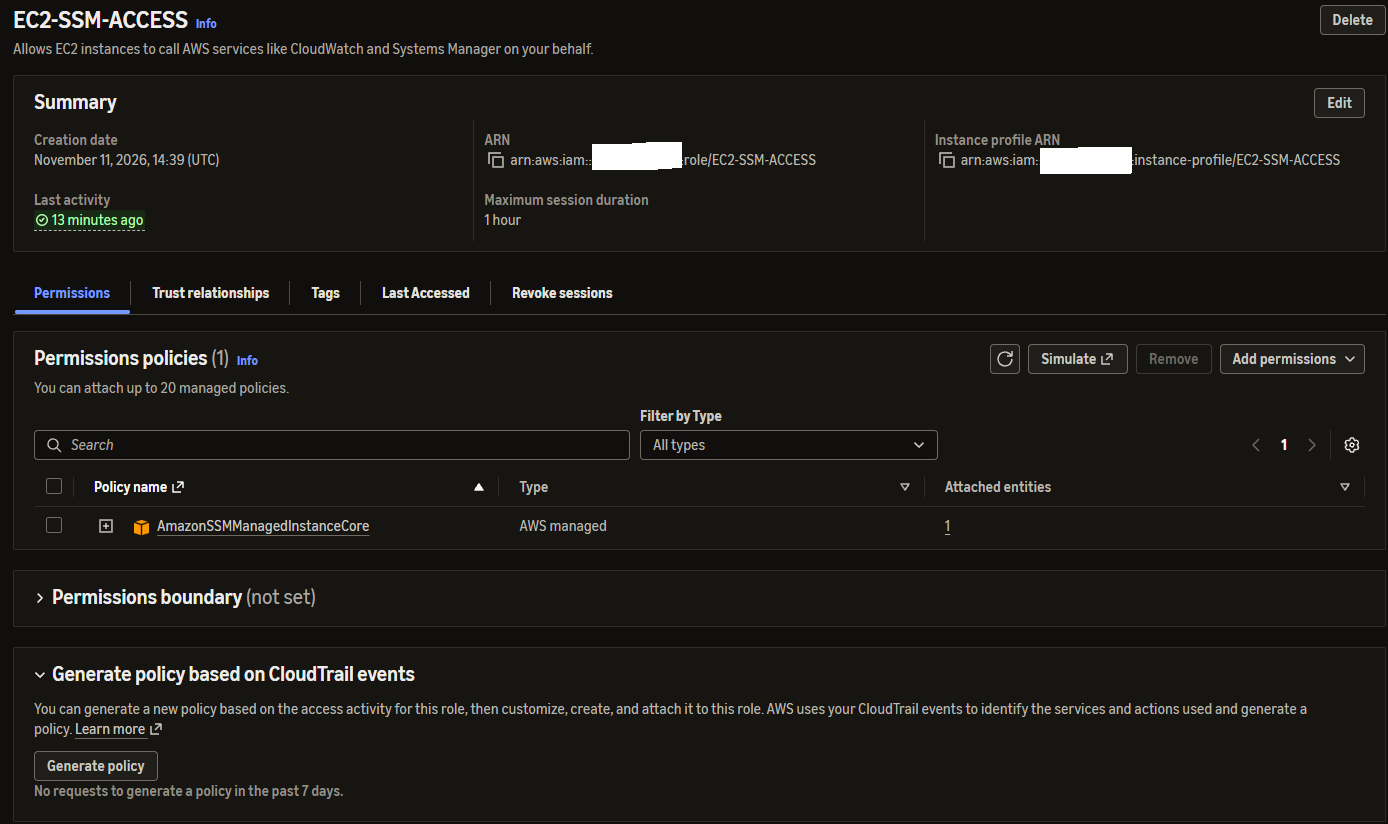 EC2-SSM-ACCESS Info
Delete
Allows EC2 instances to call AWS services like CloudWatch and Systems Manager on your behalf.
Summary
Edit
Creation date
November 11, 2026, 14:39 (UTC)
ARN
arn:aws:iam:: :role/EC2-SSM-ACCESS
Instance profile ARN
arn:aws:iam: :instance-profile/EC2-SSM-ACCESS
Last activity
13 minutes ago
Maximum session duration
1 hour
Permissions
Trust relationships
Tags
Last Accessed
Revoke sessions
Permissions policies (1) Info
Simulate
Remove
Add permissions
You can attach up to 20 managed policies.
Filter by Type
Search
All types
1
Policy name
Type
Attached entities
AmazonSSMManagedInstanceCore
AWS managed
1
Permissions boundary (not set)
Generate policy based on CloudTrail events
You can generate a new policy based on the access activity for this role, then customize, create, and attach it to this role. AWS uses your CloudTrail events to identify the services and actions used and generate a
policy. Learn more
Generate policy
No requests to generate a policy in the past 7 days.